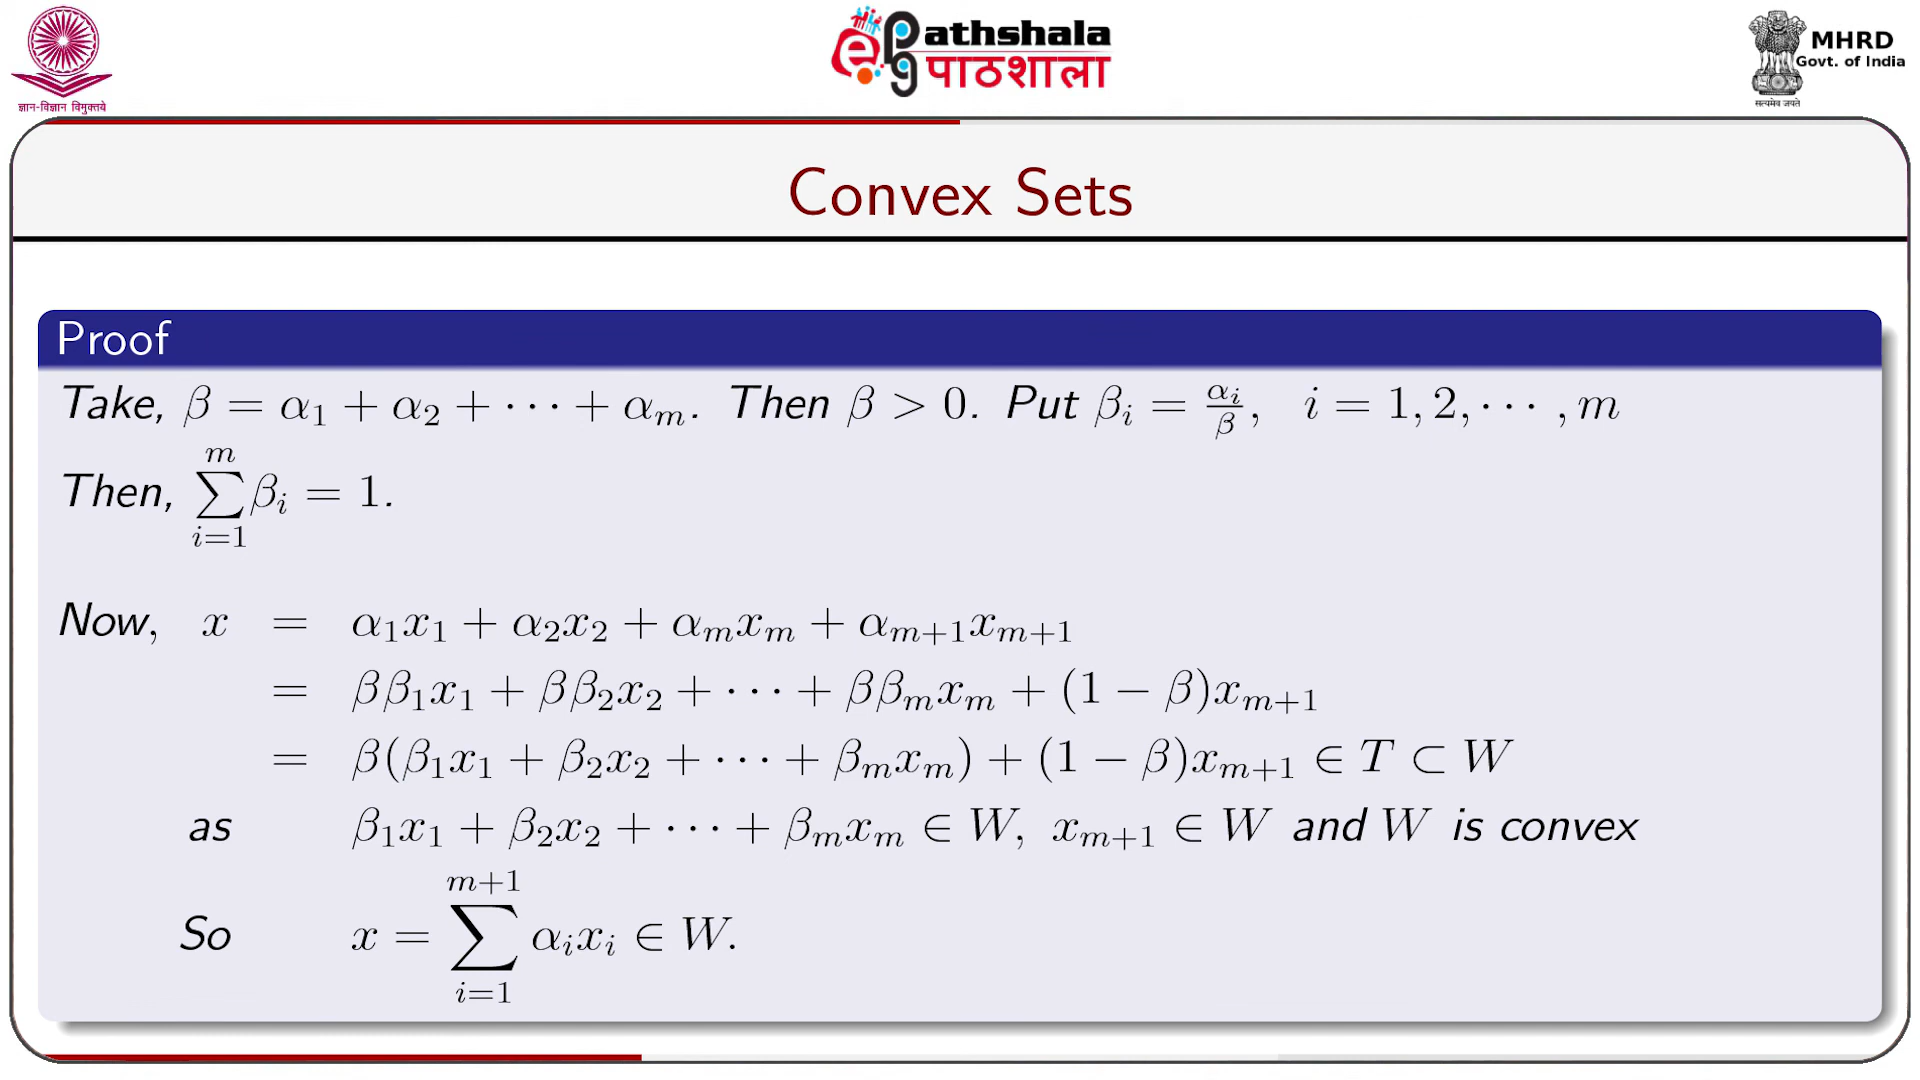 ज्ञान-विज्ञान विमुक्तये
ePathshala
पाठशाला
MHRD
Govt. of India
सत्यमेव जयते
Convex Sets
Proof
Take, β = α₁ + α₂ + ··· + αₘ. Then β > 0. Put βᵢ = αᵢ/β, i = 1, 2, ··· , m
Then, ∑_{i=1}^{m} βᵢ = 1.
Now, x = α₁x₁ + α₂x₂ + αₘxₘ + αₘ₊₁xₘ₊₁
= ββ₁x₁ + ββ₂x₂ + ··· + ββₘxₘ + (1 − β)xₘ₊₁
= β(β₁x₁ + β₂x₂ + ··· + βₘxₘ) + (1 − β)xₘ₊₁ ∈ T ⊂ W
as β₁x₁ + β₂x₂ + ··· + βₘxₘ ∈ W, xₘ₊₁ ∈ W and W is convex
So x = ∑_{i=1}^{m+1} αᵢxᵢ ∈ W.